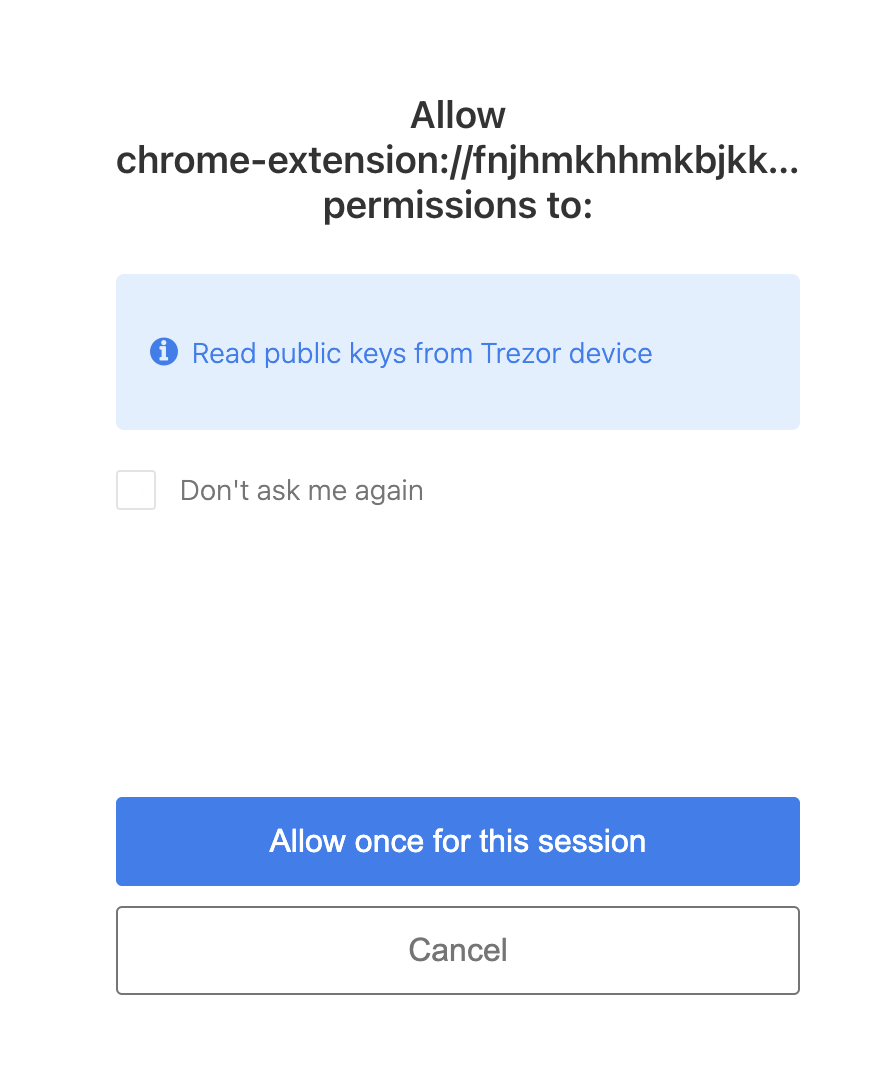 Allow
chrome-extension://fnjhmkhhmkbjkk...
permissions to:
Read public keys from Trezor device
Don't ask me again
Allow once for this session
Cancel